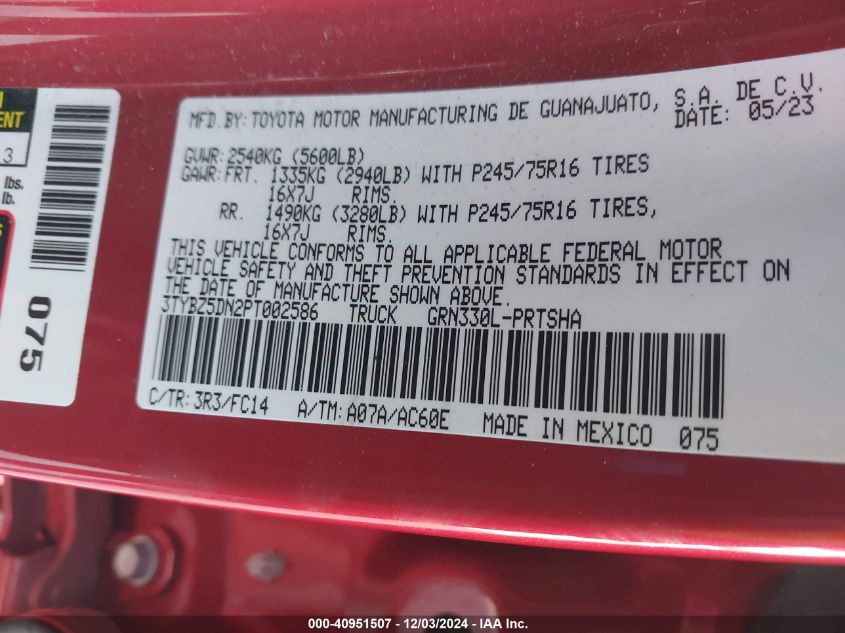 MFD.BY:TOYOTA MOTOR MANUFACTURING DE GUANAJUATO, S.A. DE C.V.
DATE: 05/23
GVWR:2540KG (5600LB)
GAWR:FRT. 1335KG (2940LB) WITH P245/75R16 TIRES
16X7J RIMS.
RR. 1490KG (3280LB) WITH P245/75R16 TIRES,
16X7J RIMS.
THIS VEHICLE CONFORMS TO ALL APPLICABLE FEDERAL MOTOR
VEHICLE SAFETY AND THEFT PREVENTION STANDARDS IN EFFECT ON
THE DATE OF MANUFACTURE SHOWN ABOVE.
3TYBZ5DN2PT002586 TRUCK GRN330L-PRTSHA
C/TR: 3R3/FC14 A/TM: A07A/AC60E MADE IN MEXICO 075
3
lbs.
lb.
075
000-40951507 - 12/03/2024 - IAA Inc.